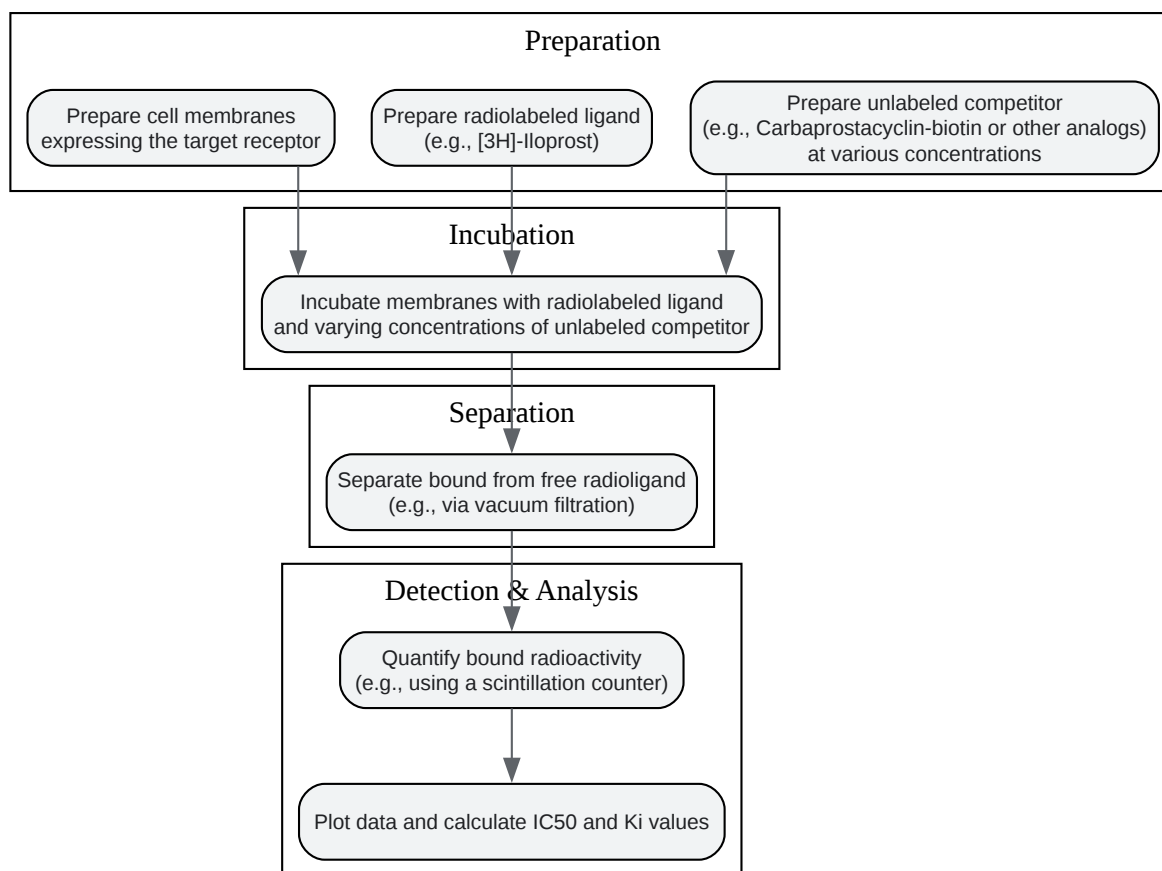 Preparation
Prepare cell membranes
expressing the target receptor
Prepare radiolabeled ligand
(e.g., [3H]-Iloprost)
Prepare unlabeled competitor
(e.g., Carbaprostacyclin-biotin or other analogs)
at various concentrations
Incubation
Incubate membranes with radiolabeled ligand
and varying concentrations of unlabeled competitor
Separation
Separate bound from free radioligand
(e.g., via vacuum filtration)
Detection & Analysis
Quantify bound radioactivity
(e.g., using a scintillation counter)
Plot data and calculate IC50 and Ki values